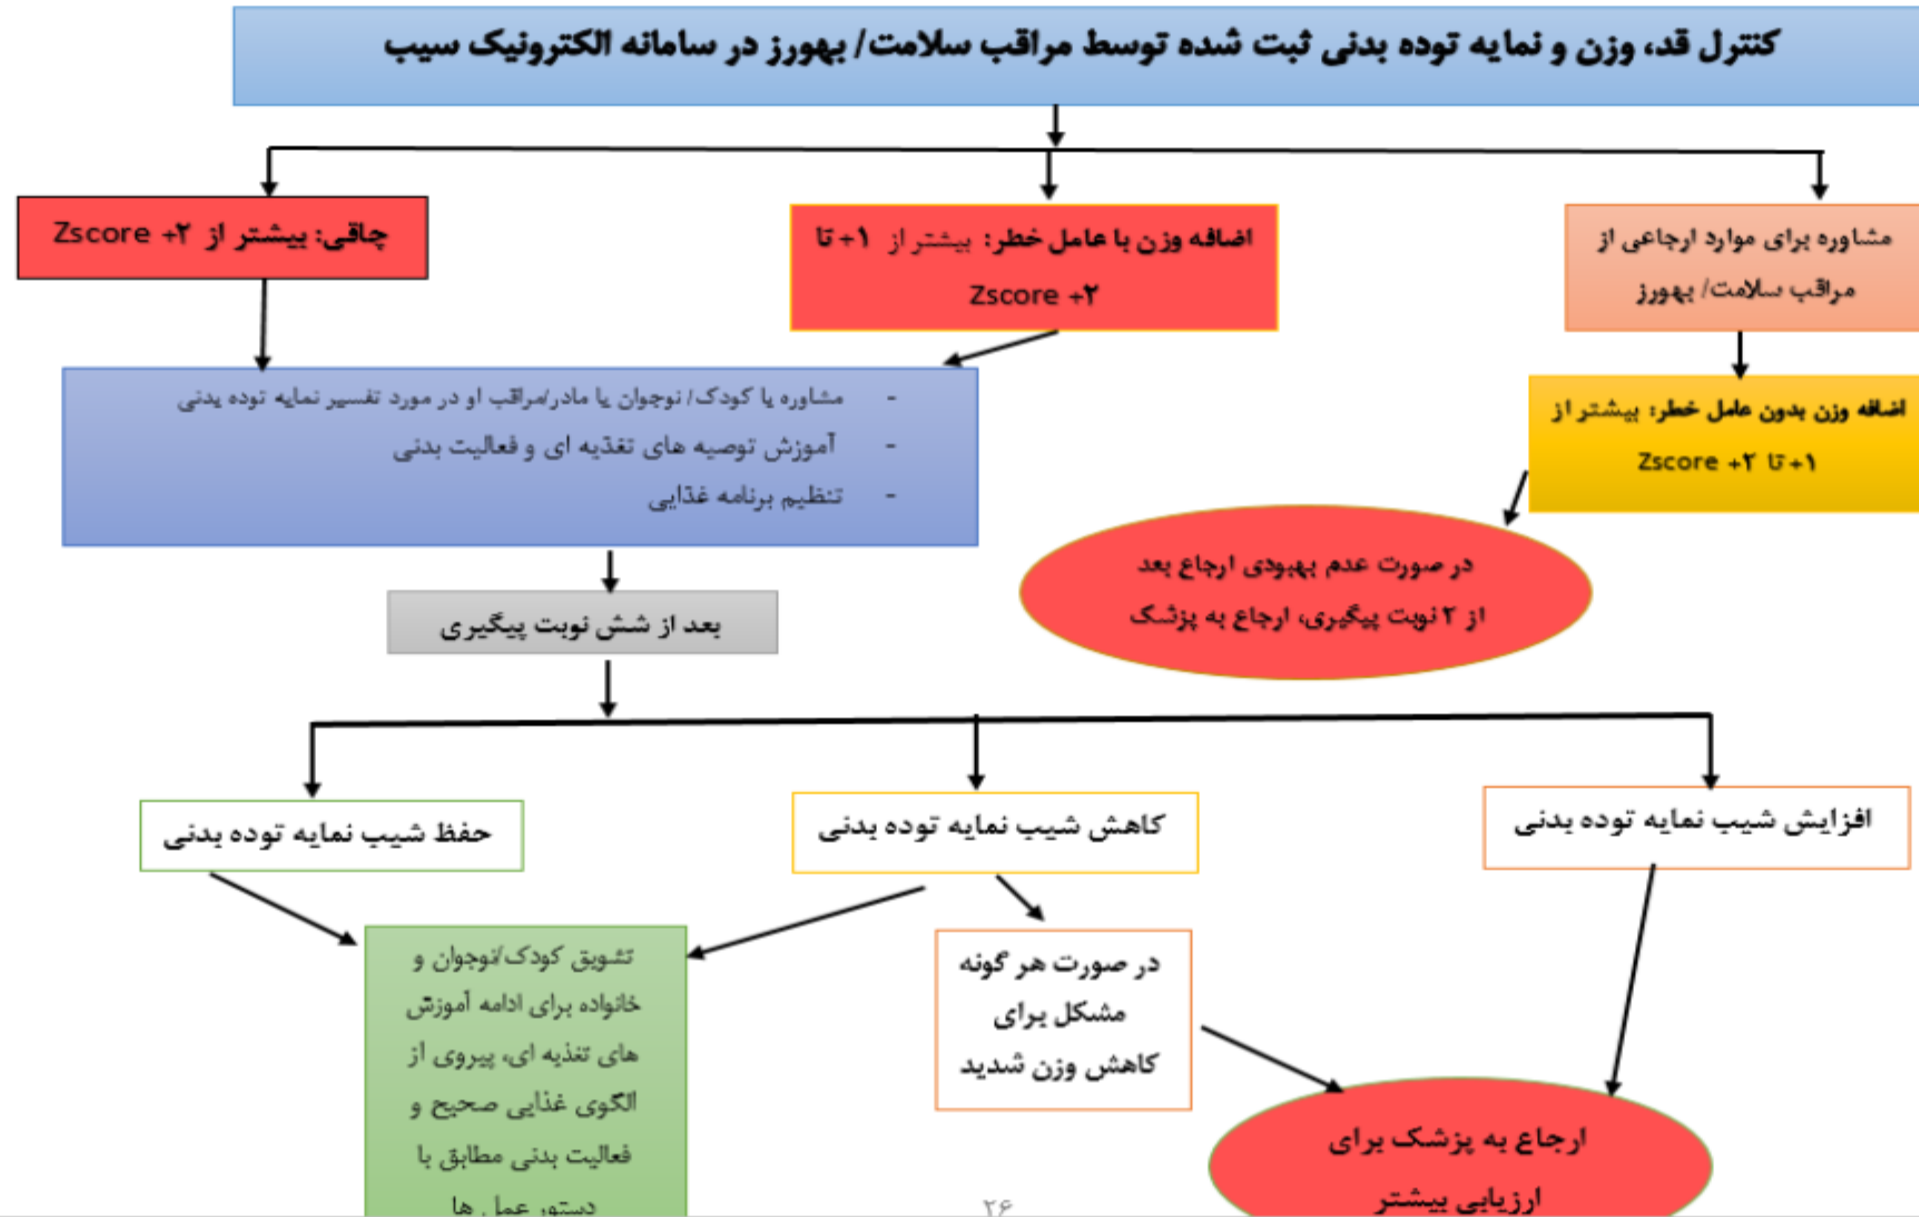 کنترل قد، وزن و نمایه توده بدنی ثبت شده توسط مراقب سلامت/ بهورز در سامانه الکترونیک سیب
مشاوره برای موارد ارجاعی از
مراقب سلامت/ بهورز
اضافه وزن با عامل خطر: بیشتر از ۱+ تا
Zscore +۲
چاقی: بیشتر از Zscore +۲
اضافه وزن بدون عامل خطر: بیشتر از
۱+ تا Zscore +۲
در صورت عدم بهبودی ارجاع بعد
از ۲ نوبت پیگیری، ارجاع به پزشک
- مشاوره با کودک/ نوجوان یا مادر/مراقب او در مورد تفسیر نمایه توده بدنی
- آموزش توصیه های تغذیه ای و فعالیت بدنی
- تنظیم برنامه غذایی
بعد از شش نوبت پیگیری
افزایش شیب نمایه توده بدنی
کاهش شیب نمایه توده بدنی
حفظ شیب نمایه توده بدنی
در صورت هر گونه
مشکل برای
کاهش وزن شدید
تشویق کودک/نوجوان و
خانواده برای ادامه آموزش
های تغذیه ای، پیروی از
الگوی غذایی صحیح و
فعالیت بدنی مطابق با
دستور عمل ها
ارجاع به پزشک برای
ارزیابی بیشتر
۲۶